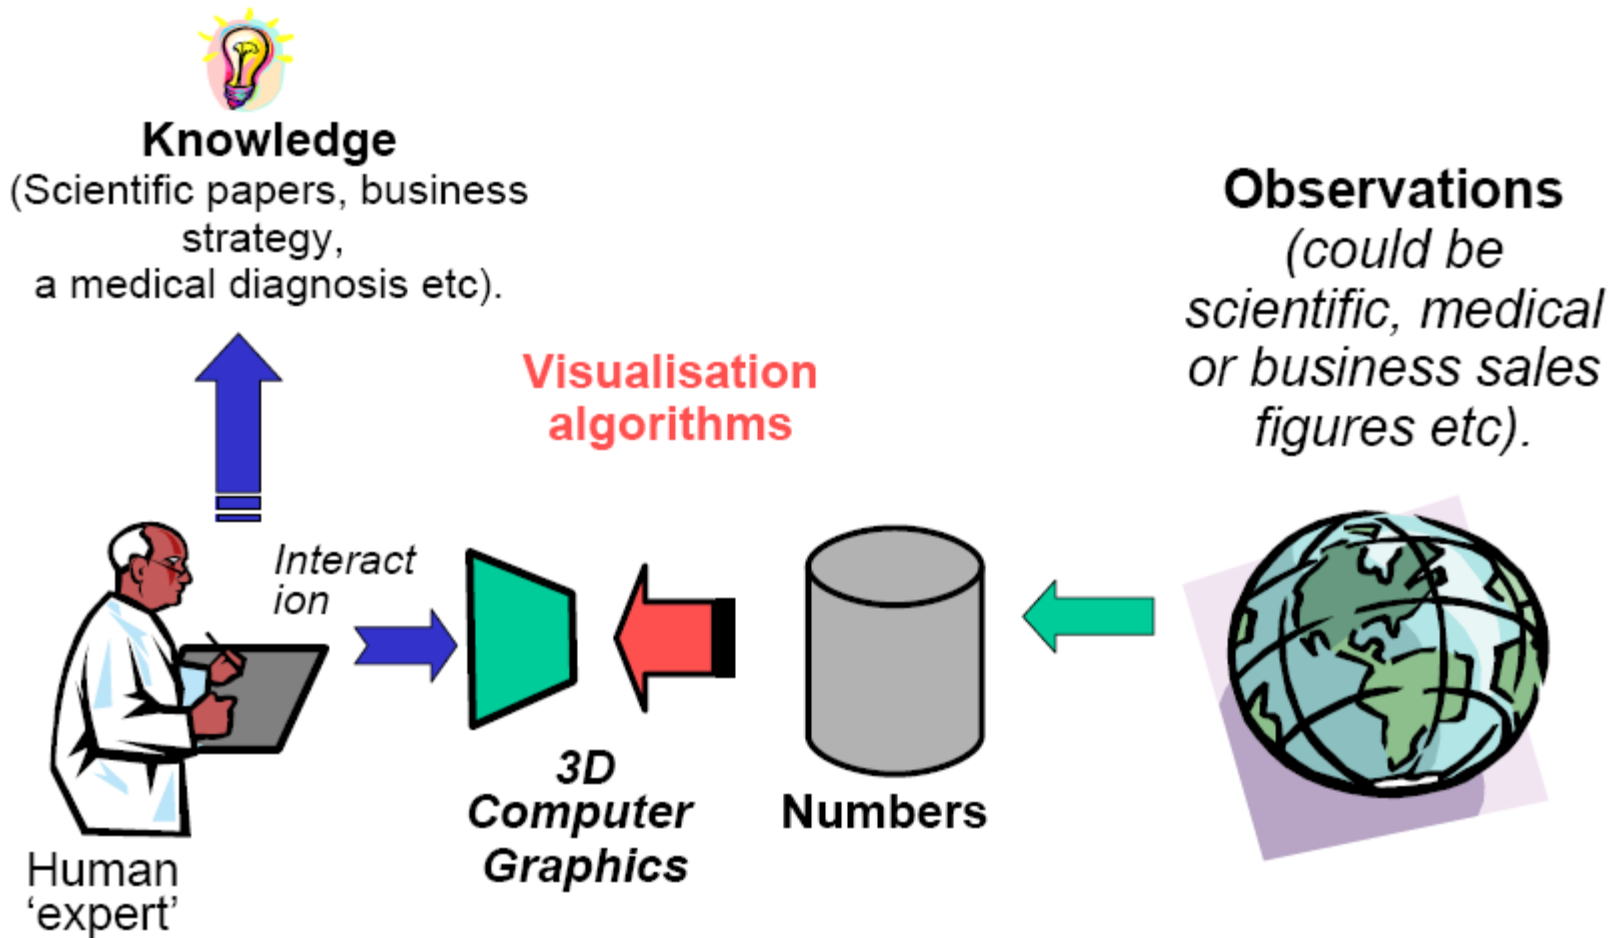 Knowledge
(Scientific papers, business
strategy,
a medical diagnosis etc).
Observations
(could be
scientific, medical
or business sales
figures etc).
Visualisation
algorithms
Interact
ion
3D
Computer
Graphics
Numbers
Human
‘expert’